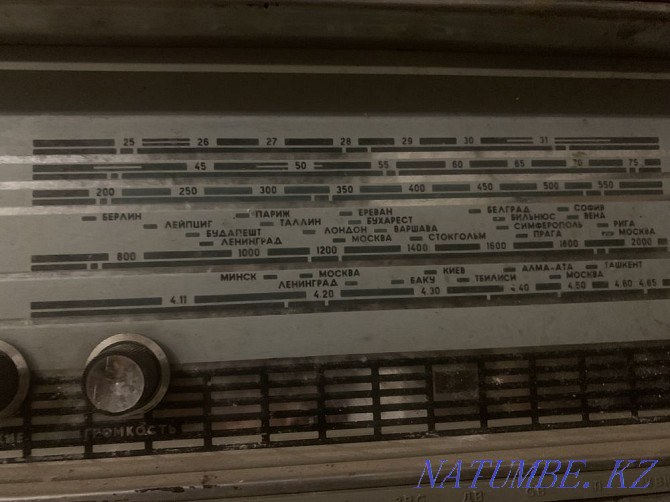 25 26 27 28 29 30 31
45 50 55 60 65 70 75
200 250 300 350 400 450 500 550
БЕРЛИН ПАРИЖ ЕРЕВАН БЕЛГРАД СОФИЯ
ЛЕЙПЦИГ ТАЛЛИН БУХАРЕСТ ВИЛЬНЮС ВЕНА
БУДАПЕШТ ЛОНДОН ВАРШАВА СИМФЕРОПОЛЬ РИГА
ЛЕНИНГРАД МОСКВА СТОКГОЛЬМ ПРАГА МОСКВА
800 1000 1200 1400 1600 1800 2000
МИНСК МОСКВА КИЕВ АЛМА-АТА ТАШКЕНТ
ЛЕНИНГРАД БАКУ ТБИЛИСИ МОСКВА
4.11 4.20 4.30 4.40 4.50 4.60 4.65
ГРОМКОСТЬ
NATUMBE.KZ